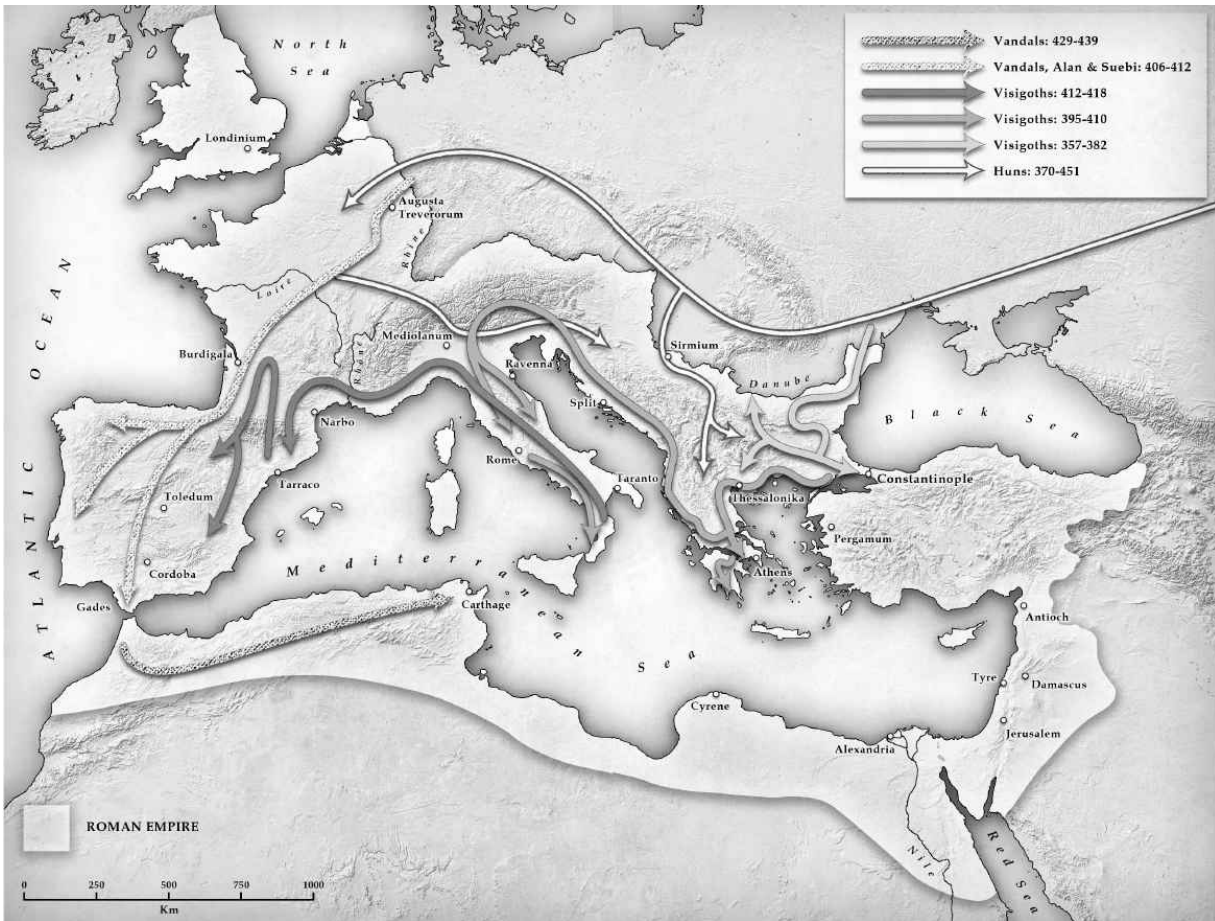 North
Sea
Vandals: 429-439
Vandals, Alan & Suebi: 406-412
Visigoths: 412-418
Visigoths: 395-410
Visigoths: 357-382
Huns: 370-451
Londinium
Augusta
Treverorum
Rhine
Loire
ATLANTIC OCEAN
Burdigala
Rhône
Mediolanum
Ravenna
Sirmium
Danube
Black Sea
Split
Narbo
Rome
Taranto
Tarraco
Toledum
Thessalonika
Constantinople
Pergamum
Athens
Cordoba
Gades
Mediterranean Sea
Carthage
Antioch
Tyre
Damascus
Cyrene
Jerusalem
Alexandria
Nile
Red Sea
ROMAN EMPIRE
0 250 500 750 1000
Km